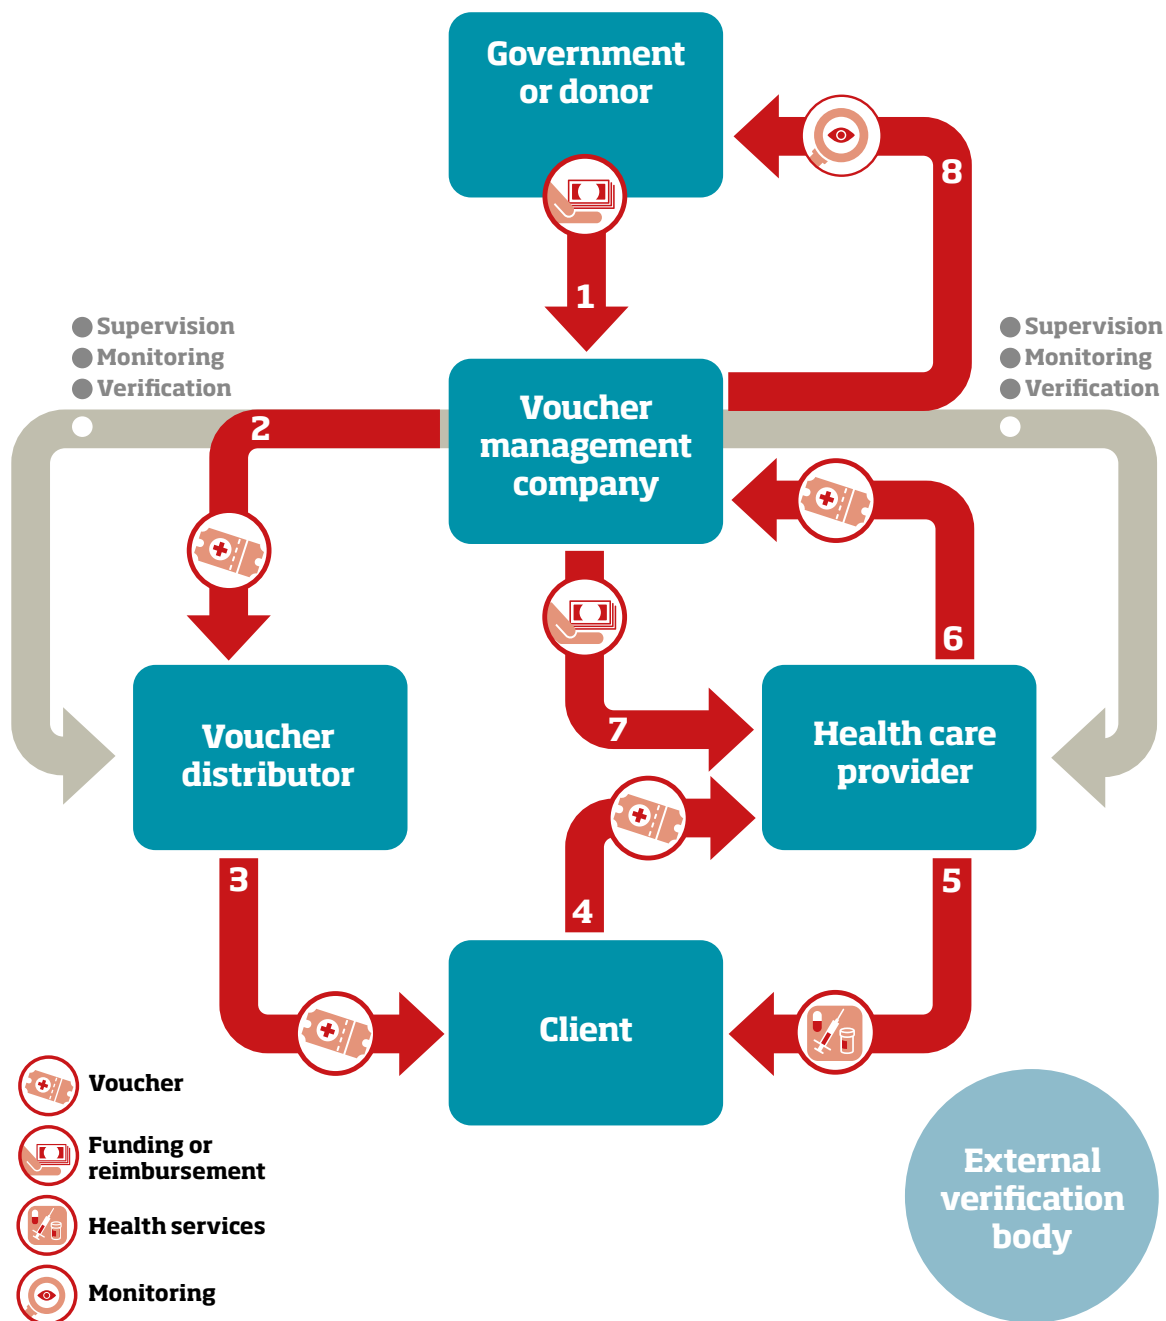 Government
or donor
8
1
Supervision
Monitoring
Verification
Supervision
Monitoring
Verification
2
Voucher
management
company
6
7
Voucher
distributor
Health care
provider
3
4
5
Client
Voucher
Funding or
reimbursement
Health services
Monitoring
External
verification
body